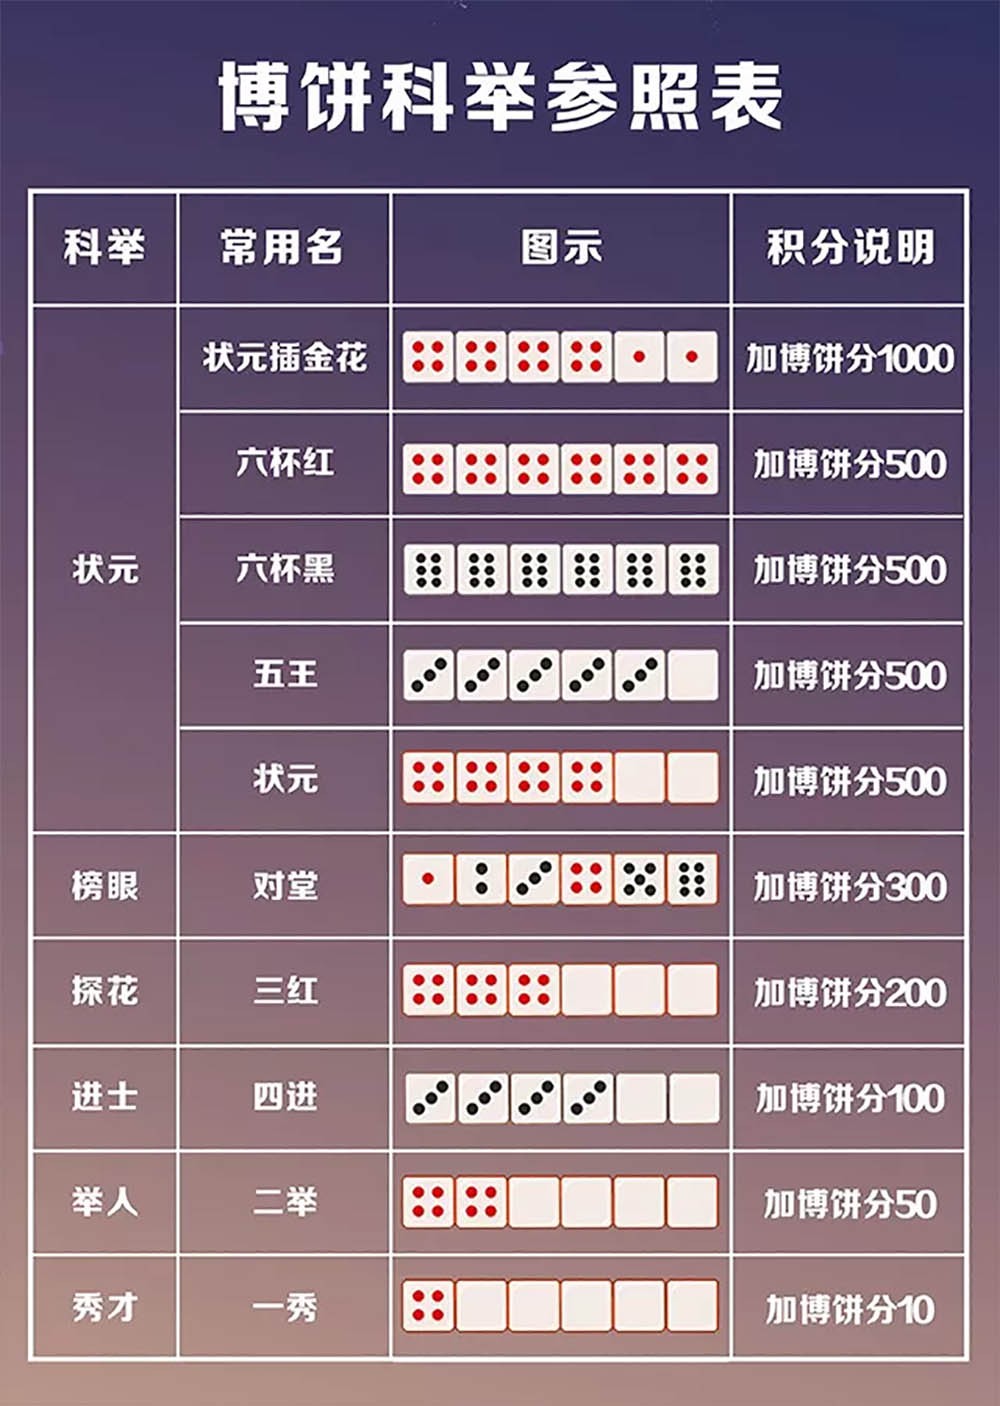 博饼科举参照表
科举 常用名 图示 积分说明
状元插金花 加博饼分1000
六杯红 加博饼分500
状元 六杯黑 加博饼分500
五王 加博饼分500
状元 加博饼分500
榜眼 对堂 加博饼分300
探花 三红 加博饼分200
进士 四进 加博饼分100
举人 二举 加博饼分50
秀才 一秀 加博饼分10